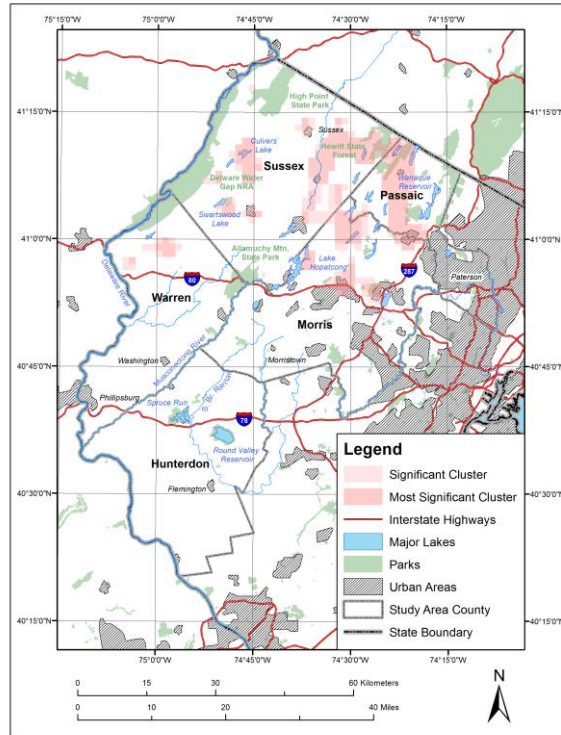 75°15'0"W 75°0'0"W 74°45'0"W 74°30'0"W 74°15'0"W
41°15'0"N 41°15'0"N
High Point
State Park
Sussex
Culvers
Lake
Hewitt State
Forest
Sussex
Wanaque
Reservoir
Delware Water
Gap NRA
Passaic
Swartswood
Lake
41°0'0"N 41°0'0"N
Allamuchy Mtn.
State Park
Lake
Hopetcong
Delaware River
80
287
Paterson
Warren
Morris
Musconetcong River
Washington
Morristown
40°45'0"N 40°45'0"N
Phillipsburg
Spruce Run
S. Br. Raritan
78
Round Valley
Reservoir
Hunterdon
Flemington
40°30'0"N 40°30'0"N
40°15'0"N 40°15'0"N
Legend
Significant Cluster
Most Significant Cluster
Interstate Highways
Major Lakes
Parks
Urban Areas
Study Area County
State Boundary
75°0'0"W 74°45'0"W 74°30'0"W 74°15'0"W
0 15 30 60 Kilometers
0 10 20 40 Miles
N